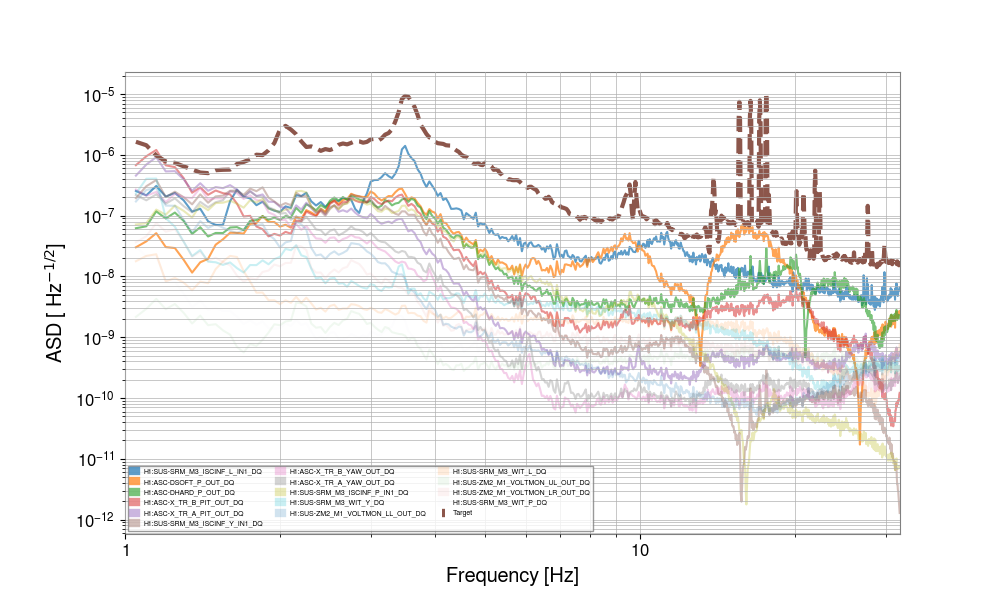 10⁻⁵
10⁻⁶
10⁻⁷
10⁻⁸
10⁻⁹
10⁻¹⁰
10⁻¹¹
10⁻¹²
ASD [ Hz⁻¹ᐟ²]
H1:SUS-SRM_M3_ISCINF_L_IN1_DQ
H1:ASC-DSOFT_P_OUT_DQ
H1:ASC-DHARD_P_OUT_DQ
H1:ASC-X_TR_B_PIT_OUT_DQ
H1:ASC-X_TR_A_PIT_OUT_DQ
H1:SUS-SRM_M3_ISCINF_Y_IN1_DQ
H1:ASC-X_TR_B_YAW_OUT_DQ
H1:ASC-X_TR_A_YAW_OUT_DQ
H1:SUS-SRM_M3_ISCINF_P_IN1_DQ
H1:SUS-SRM_M3_WIT_Y_DQ
H1:SUS-ZM2_M1_VOLTMON_LL_OUT_DQ
H1:SUS-SRM_M3_WIT_L_DQ
H1:SUS-ZM2_M1_VOLTMON_UL_OUT_DQ
H1:SUS-ZM2_M1_VOLTMON_LR_OUT_DQ
H1:SUS-SRM_M3_WIT_P_DQ
Target
1
10
Frequency [Hz]